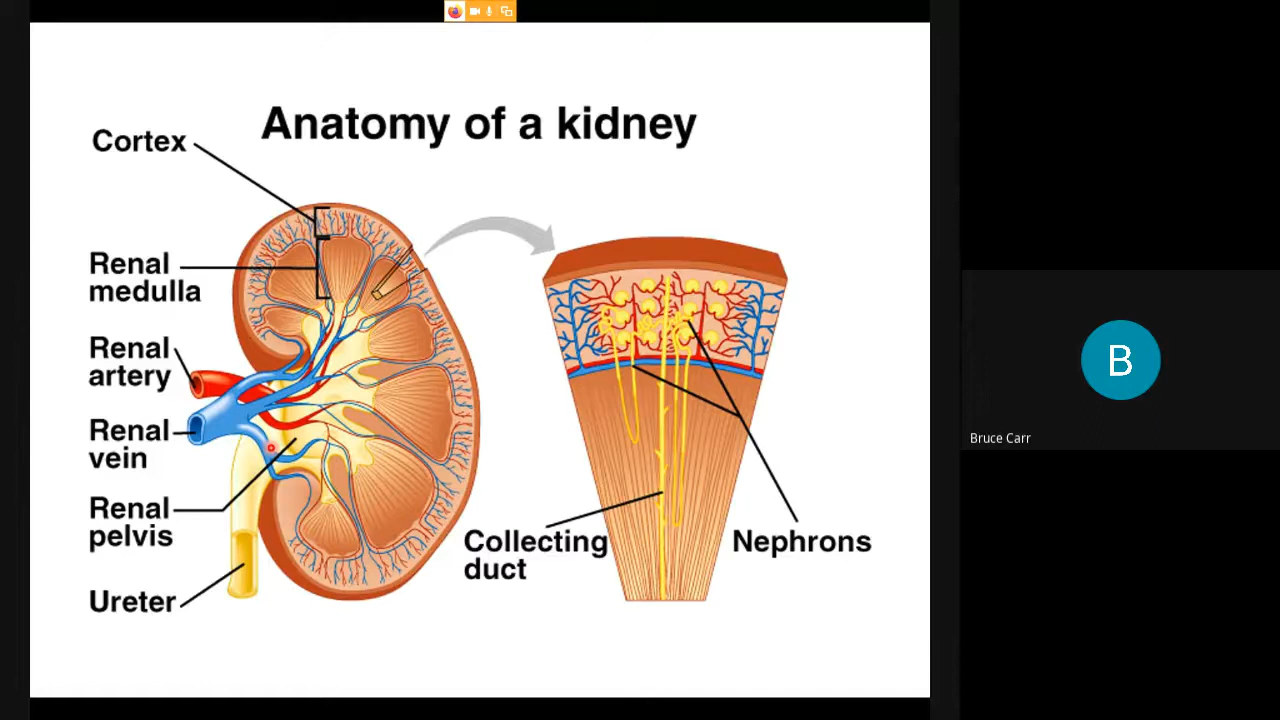 Anatomy of a kidney
Cortex
Renal
medulla
Renal
artery
Renal
vein
Renal
pelvis
Ureter
Collecting
duct
Nephrons
B
Bruce Carr